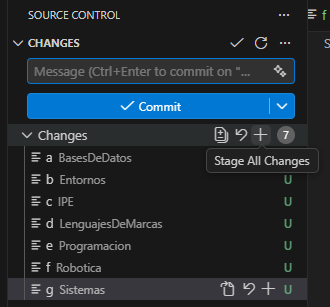 SOURCE CONTROL
f
CHANGES
Message (Ctrl+Enter to commit on "...
Commit
Changes 7
Stage All Changes
a BasesDeDatos
b Entornos U
c IPE U
d LenguajesDeMarcas U
e Programacion U
f Robotica U
g Sistemas U